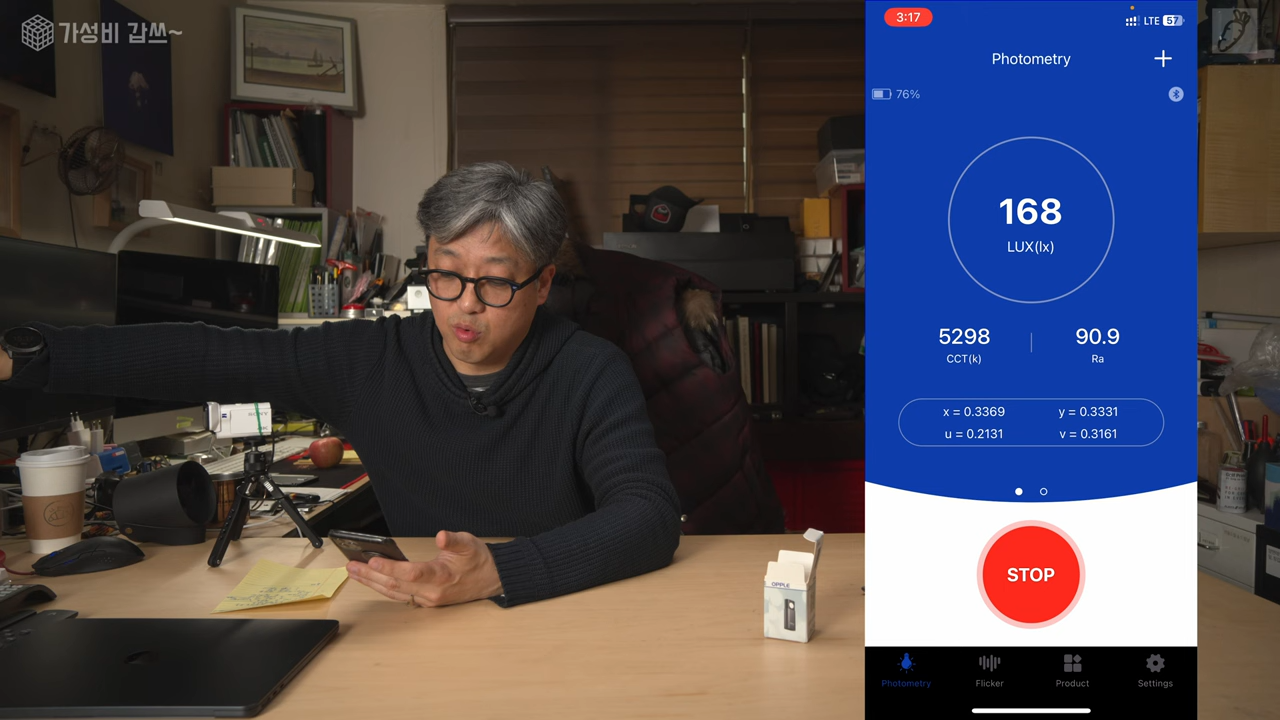 가성비 갑쓰~
3:17
LTE 57
Photometry
76%
168
LUX(lx)
5298
CCT(k)
90.9
Ra
x = 0.3369
y = 0.3331
u = 0.2131
v = 0.3161
STOP
Photometry
Flicker
Product
Settings
SONY
OPPLE